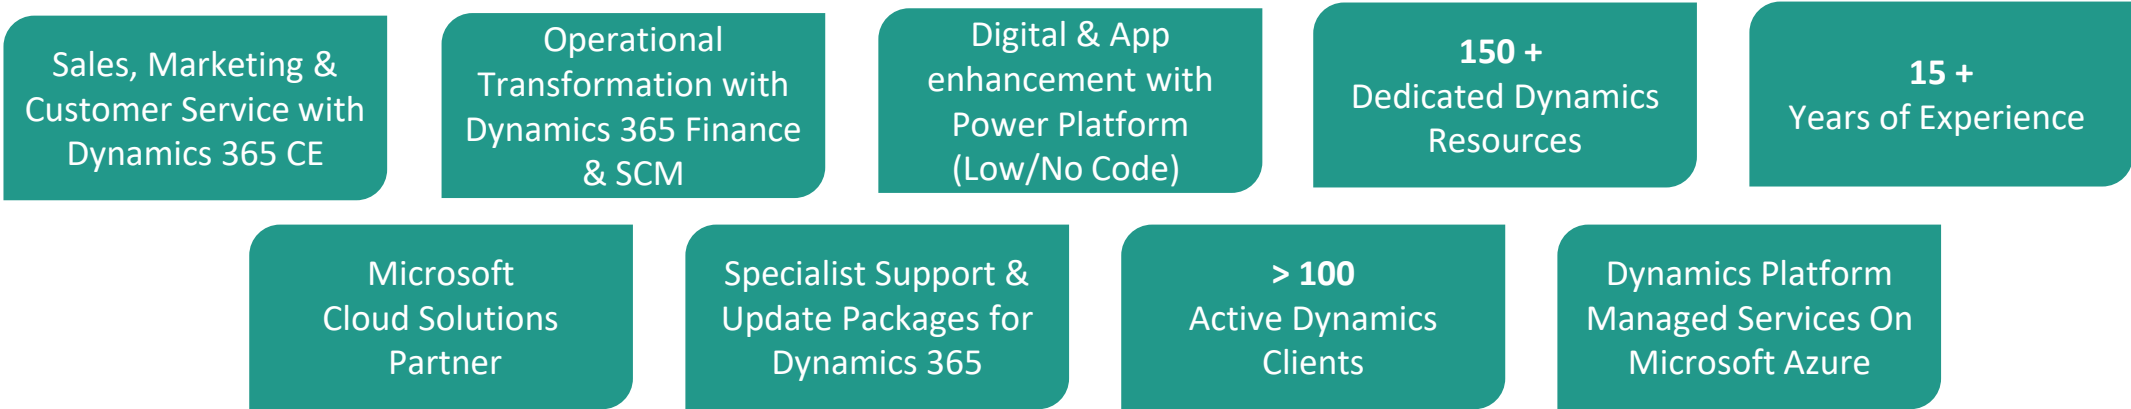 Sales, Marketing &
Customer Service with
Dynamics 365 CE
Operational
Transformation with
Dynamics 365 Finance
& SCM
Digital & App
enhancement with
Power Platform
(Low/No Code)
150 +
Dedicated Dynamics
Resources
15 +
Years of Experience
Microsoft
Cloud Solutions
Partner
Specialist Support &
Update Packages for
Dynamics 365
> 100
Active Dynamics
Clients
Dynamics Platform
Managed Services On
Microsoft Azure